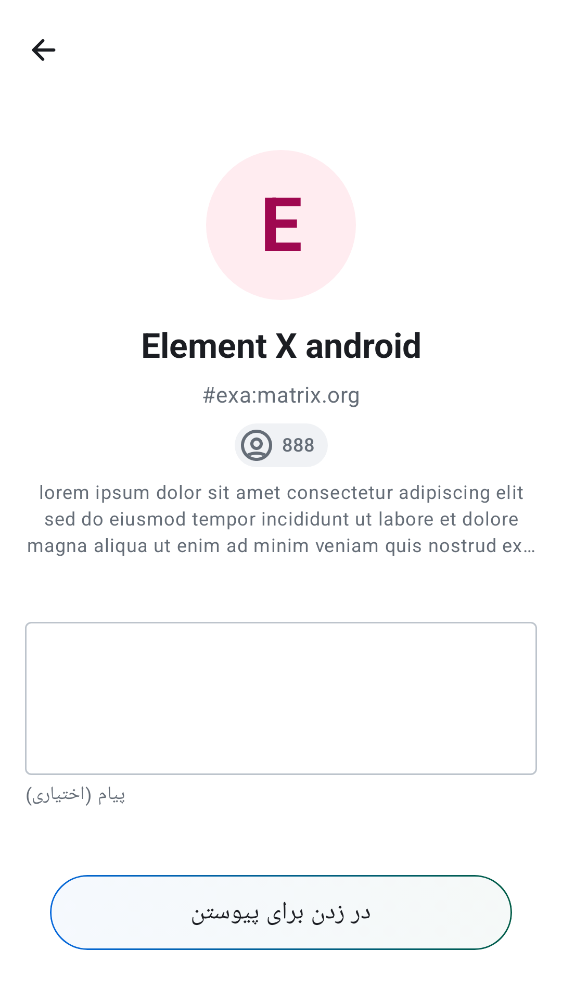 E
Element X android
#exa:matrix.org
888
lorem ipsum dolor sit amet consectetur adipiscing elit
sed do eiusmod tempor incididunt ut labore et dolore
magna aliqua ut enim ad minim veniam quis nostrud ex…
پیام (اختیاری)
در زدن برای پیوستن